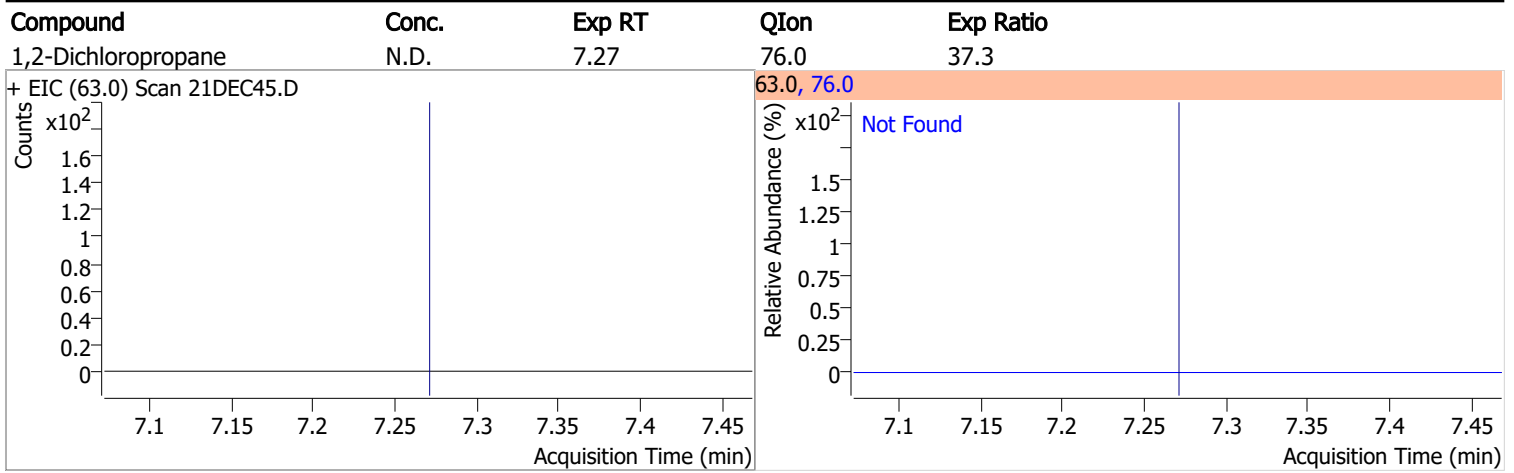 Compound Conc. Exp RT QIon Exp Ratio
1,2-Dichloropropane N.D. 7.27 76.0 37.3
+ EIC (63.0) Scan 21DEC45.D
Counts
x10²
1.6
1.4
1.2
1
0.8
0.6
0.4
0.2
0
7.1 7.15 7.2 7.25 7.3 7.35 7.4 7.45
Acquisition Time (min)
63.0, 76.0
Relative Abundance (%)
x10²
Not Found
1.5
1.25
1
0.75
0.5
0.25
0
7.1 7.15 7.2 7.25 7.3 7.35 7.4 7.45
Acquisition Time (min)